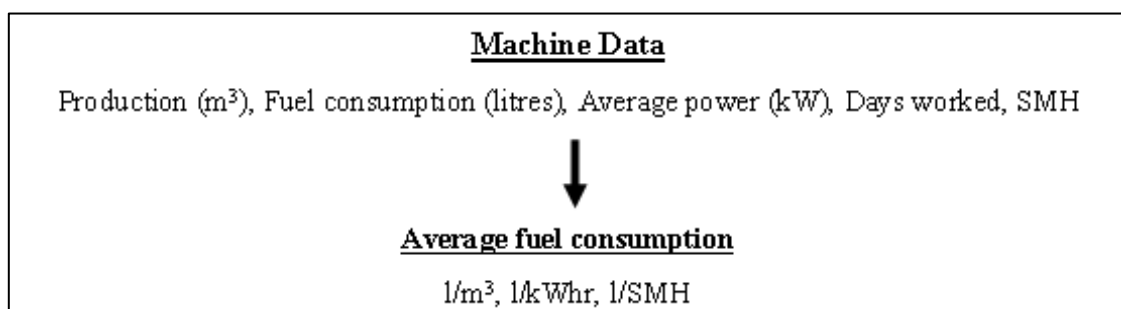 Machine Data
Production (m³), Fuel consumption (litres), Average power (kW), Days worked, SMH
Average fuel consumption
l/m³, l/kWhr, l/SMH